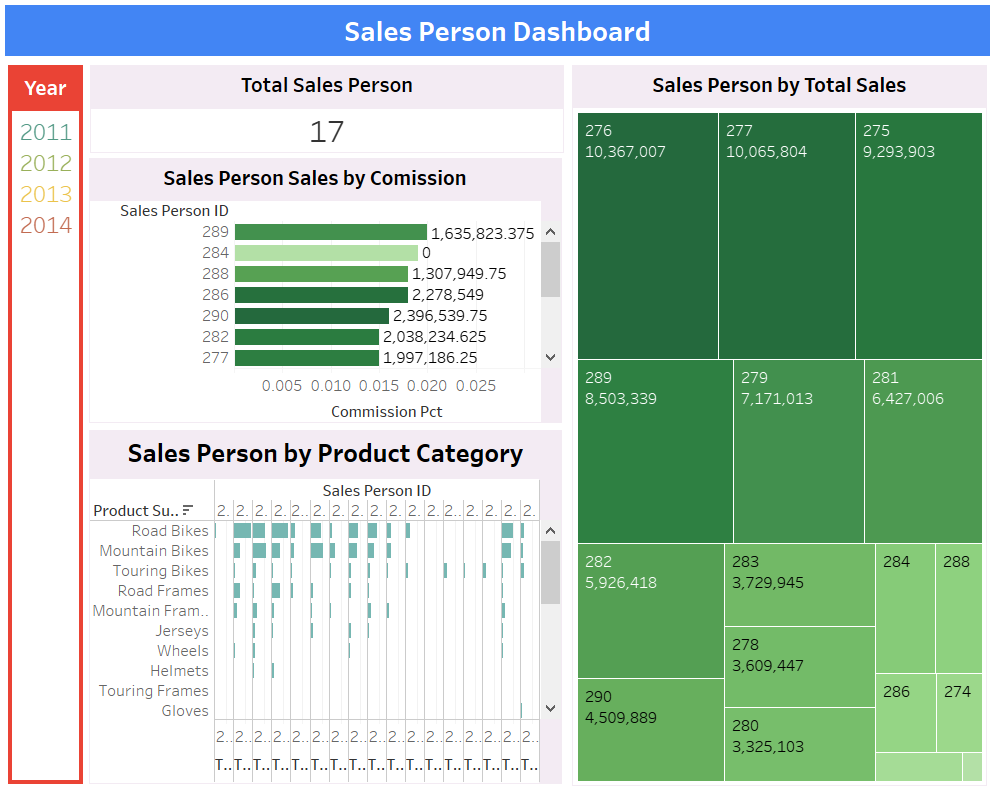 Sales Person Dashboard
Year
2011
2012
2013
2014
Total Sales Person
17
Sales Person Sales by Comission
Sales Person ID
289 1,635,823.375
284 0
288 1,307,949.75
286 2,278,549
290 2,396,539.75
282 2,038,234.625
277 1,997,186.25
0.005 0.010 0.015 0.020 0.025
Commission Pct
Sales Person by Product Category
Sales Person ID
Product Su.. 2.. 2.. 2.. 2.. 2.. 2.. 2.. 2.. 2.. 2.. 2.. 2.. 2.. 2.. 2.. 2.. 2..
Road Bikes
Mountain Bikes
Touring Bikes
Road Frames
Mountain Fram..
Jerseys
Wheels
Helmets
Touring Frames
Gloves
2.. 2.. 2.. 2.. 2.. 2.. 2.. 2.. 2.. 2.. 2.. 2.. 2.. 2.. 2.. 2.. 2..
T.. T.. T.. T.. T.. T.. T.. T.. T.. T.. T.. T.. T.. T.. T.. T.. T..
Sales Person by Total Sales
276
10,367,007
277
10,065,804
275
9,293,903
289
8,503,339
279
7,171,013
281
6,427,006
282
5,926,418
290
4,509,889
283
3,729,945
278
3,609,447
280
3,325,103
284
288
286
274